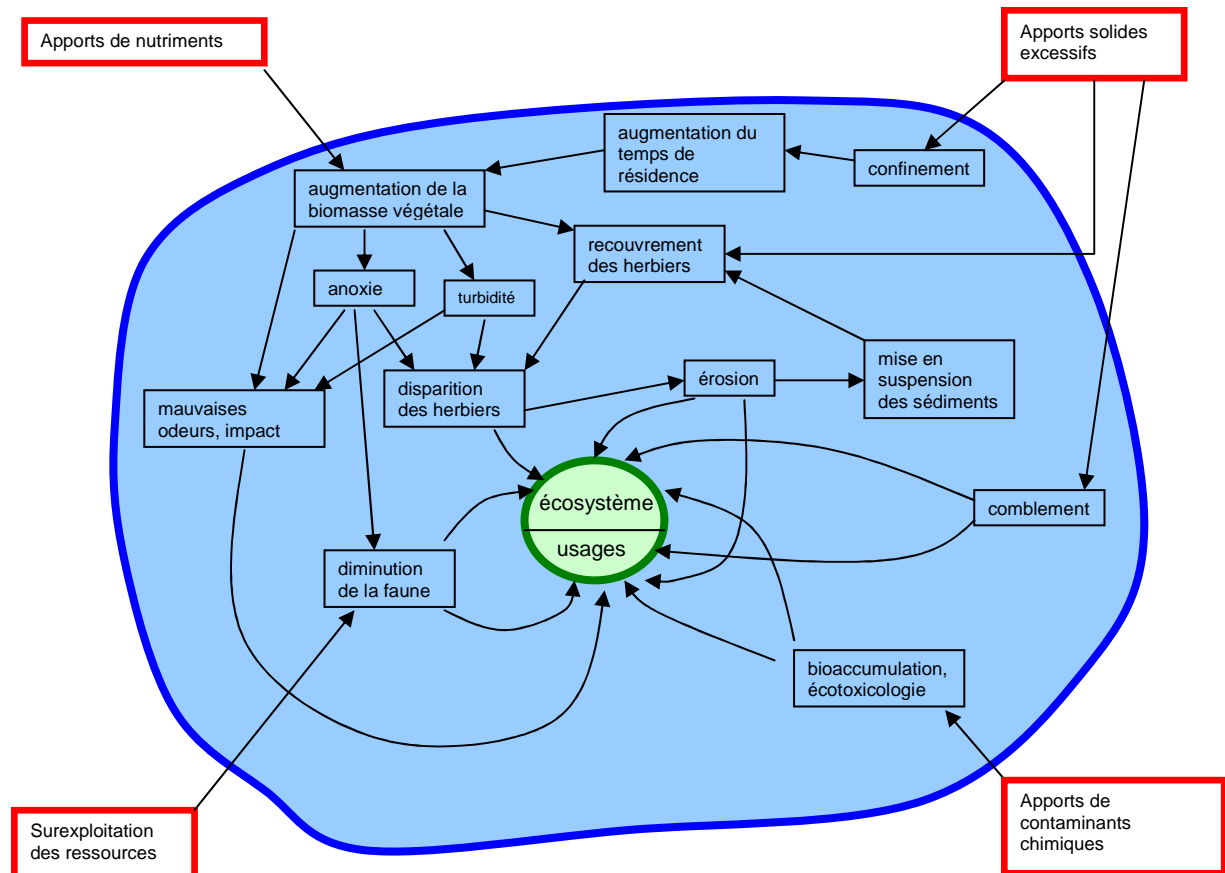 Apports de nutriments
Apports solides
excessifs
augmentation du
temps de
résidence
confinement
augmentation de la
biomasse végétale
recouvrement
des herbiers
anoxie
turbidité
mise en
suspension
des sédiments
érosion
disparition
des herbiers
mauvaises
odeurs, impact
écosystème
usages
comblement
diminution
de la faune
bioaccumulation,
écotoxicologie
Surexploitation
des ressources
Apports de
contaminants
chimiques